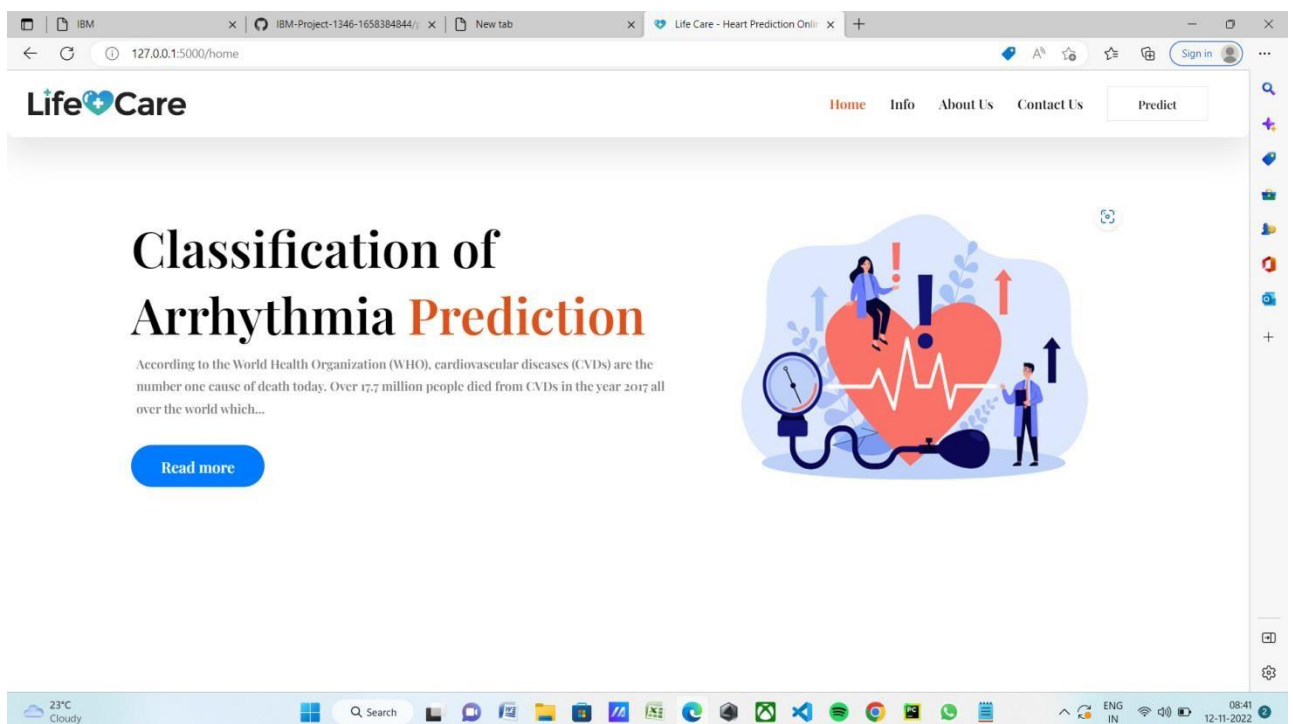 IBM
IBM-Project-1346-1658384844/
New tab
Life Care - Heart Prediction Onlin
127.0.0.1:5000/home
Sign in
Life Care
Home Info About Us Contact Us Predict
Classification of
Arrhythmia Prediction
According to the World Health Organization (WHO), cardiovascular diseases (CVDs) are the
number one cause of death today. Over 17.7 million people died from CVDs in the year 2017 all
over the world which...
Read more
23°C
Cloudy
Search
ENG
IN
08:41
12-11-2022
2